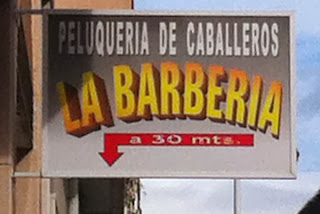 PELUQUERIA DE CABALLEROS
LA BARBERIA
a 30 mts.